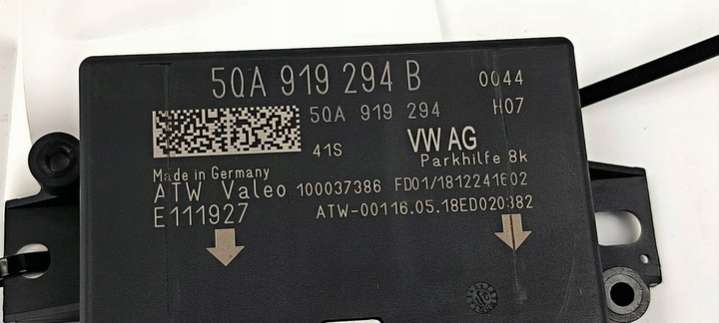 5QA 919 294 B 0044
5QA 919 294 H07
41S VW AG
Parkhilfe 8k
Made in Germany
ATW Valeo 100037386 FD01/1812241602
E111927 ATW-00116.05.18ED020382